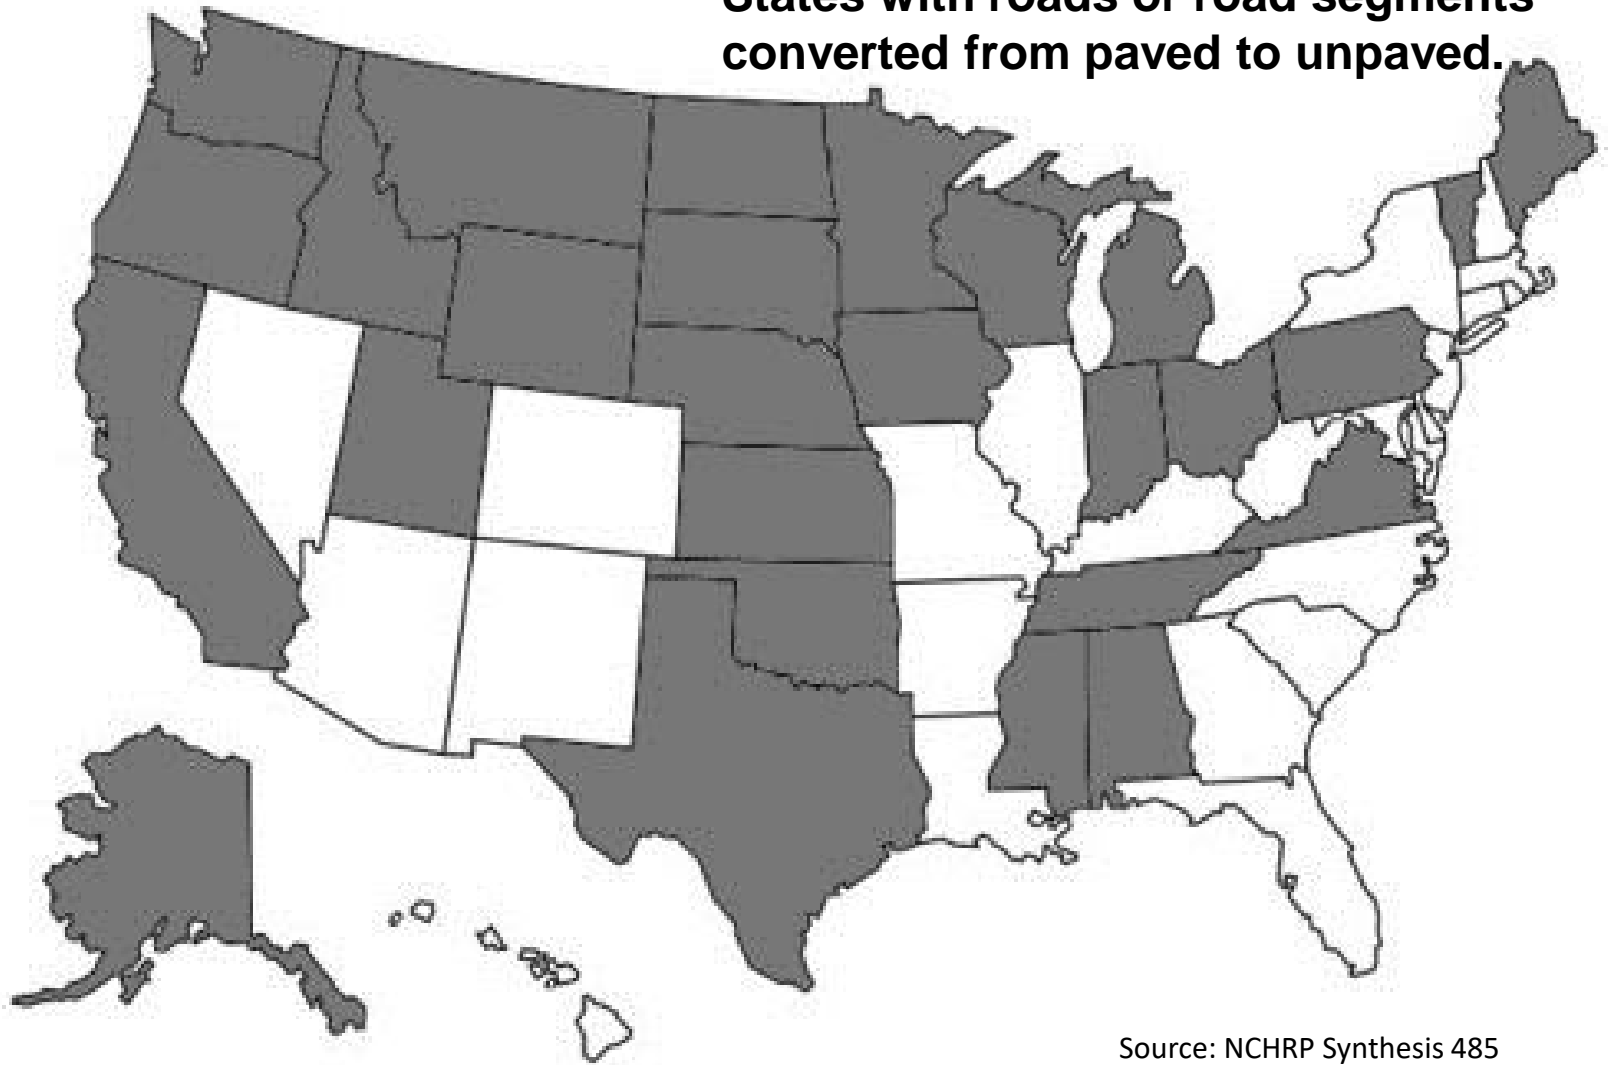 States with roads or road segments
converted from paved to unpaved.
Source: NCHRP Synthesis 485